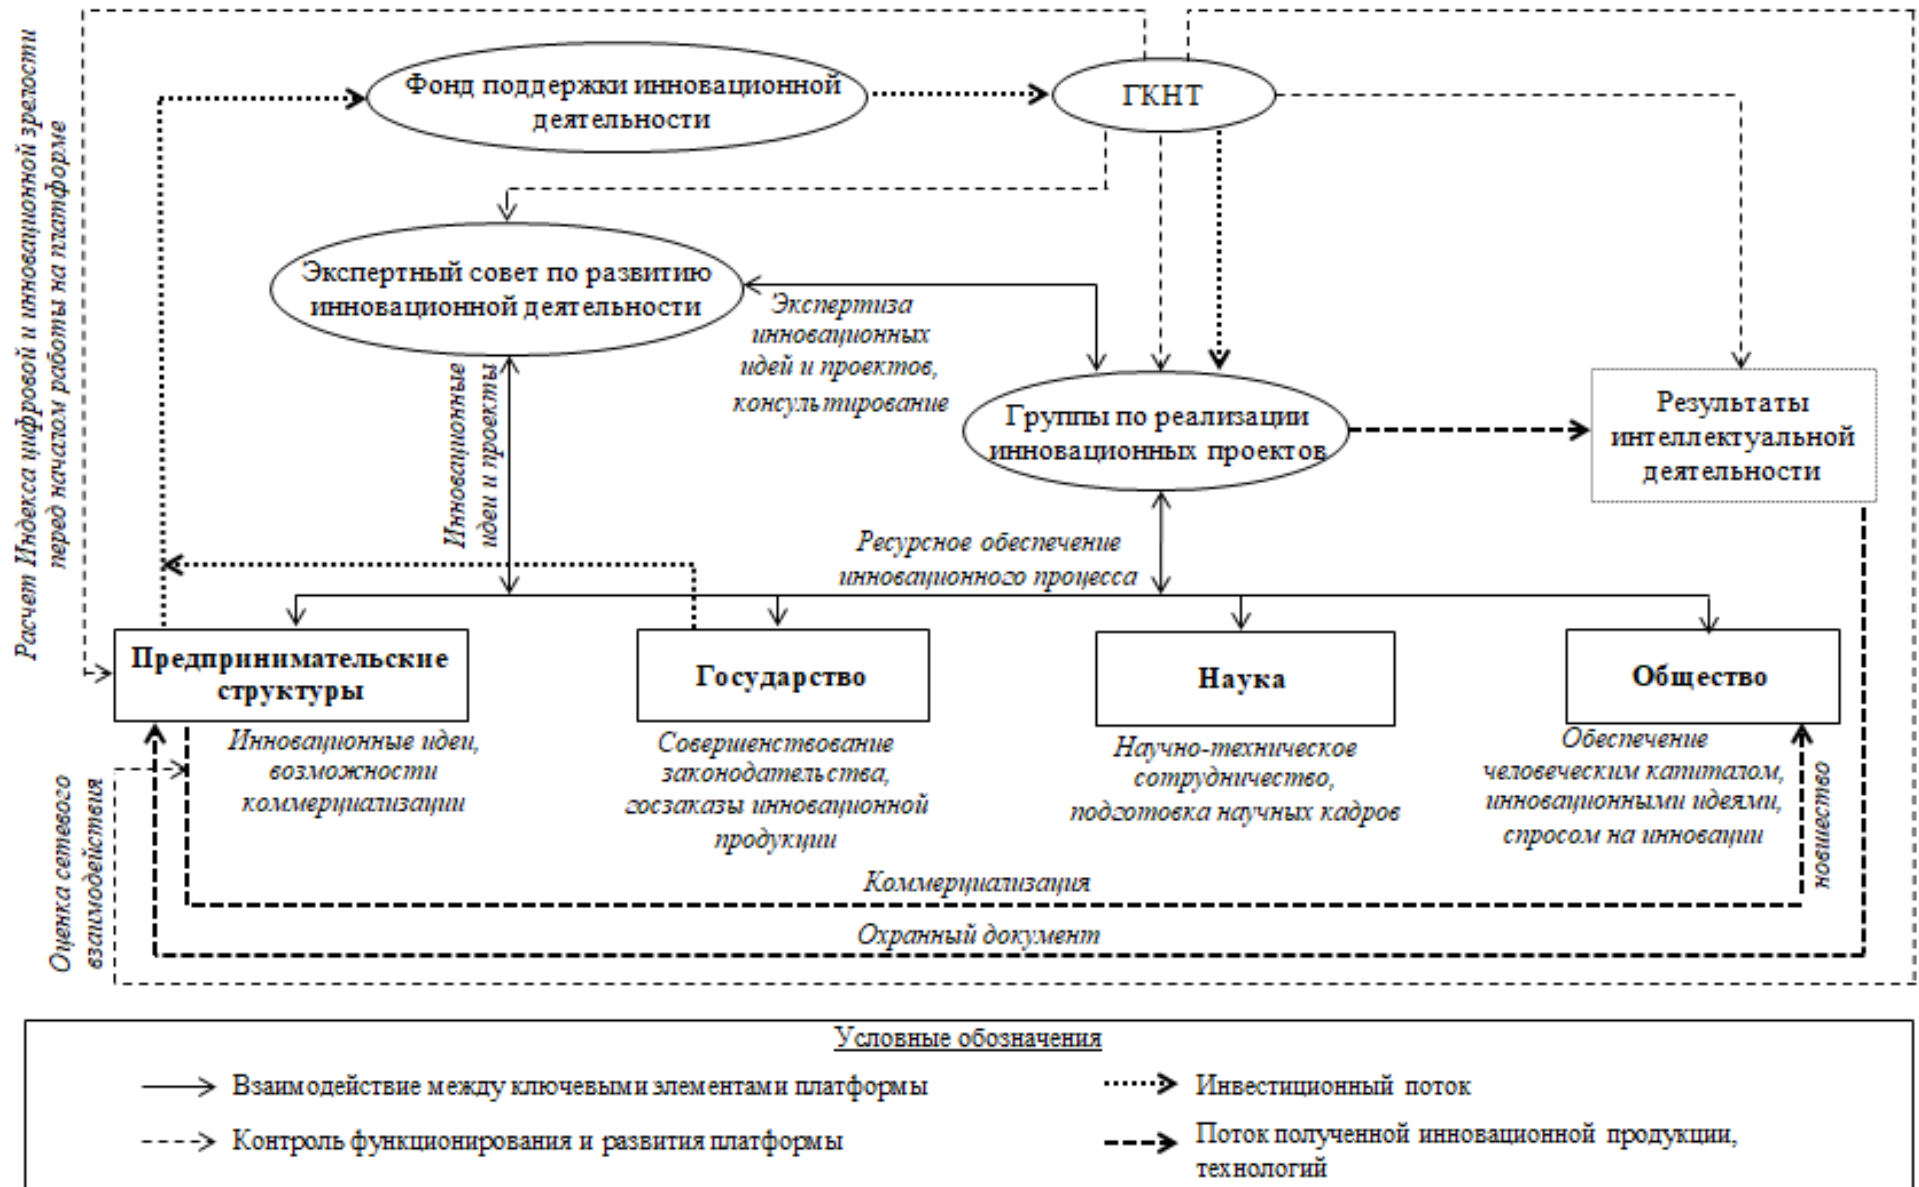 Расчет Индекса цифровой и инновационной зрелости
перед началом работы на платформе
Фонд поддержки инновационной
деятельности
ГКНТ
Экспертный совет по развитию
инновационной деятельности
Экспертиза
инновационных
идей и проектов,
консультирование
Инновационные
идеи и проекты
Группы по реализации
инновационных проектов
Результаты
интеллектуальной
деятельности
Ресурсное обеспечение
инновационного процесса
Предпринимательские
структуры
Государство
Наука
Общество
Инновационные идеи,
возможности
коммерциализации
Совершенствование
законодательства,
госзаказы инновационной
продукции
Научно-техническое
сотрудничество,
подготовка научных кадров
Обеспечение
человеческим капиталом,
инновационными идеями,
спросом на инновации
новшество
Оценка сетевого
взаимодействия
Коммерциализация
Охранный документ
Условные обозначения
Взаимодействие между ключевыми элементами платформы
Инвестиционный поток
Контроль функционирования и развития платформы
Поток полученной инновационной продукции,
технологий